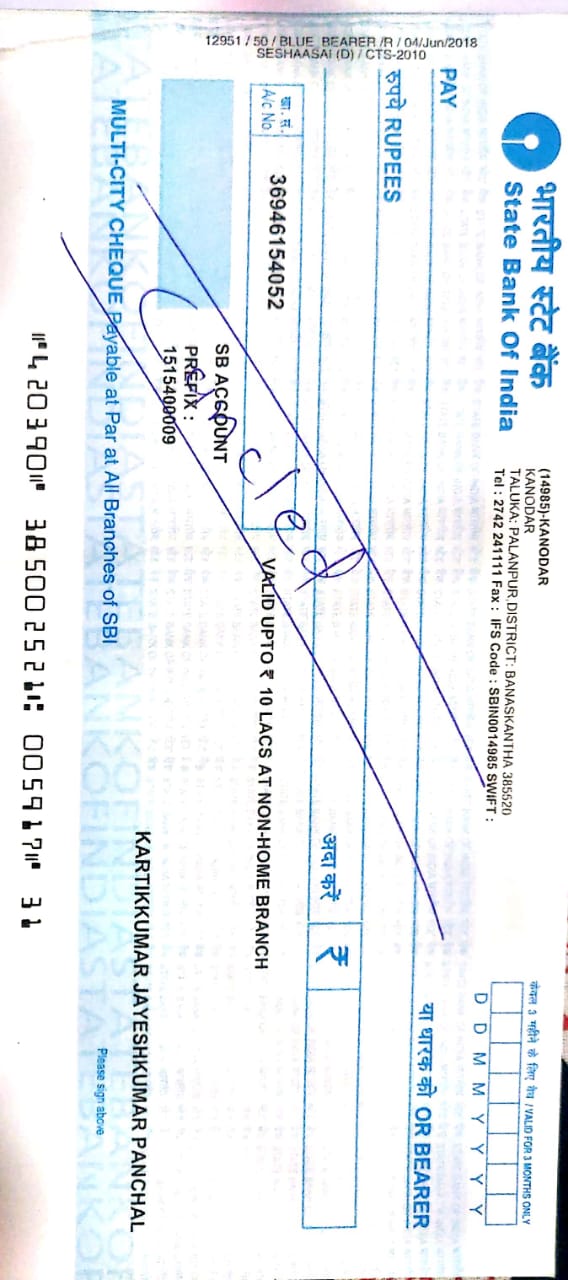 12951 / 50 / BLUE_BEARER /R / 04/Jun/2018
SESHAASAI (D) / CTS-2010
भारतीय स्टेट बैंक
State Bank Of India
(14985)-KANODAR
KANODAR
TALUKA: PALANPUR,DISTRICT: BANASKANTHA 385520
Tel : 2742 241111 Fax : IFS Code : SBIN0014985 SWIFT :
केवल 3 महीने के लिए वैध / VALID FOR 3 MONTHS ONLY
D D M M Y Y Y Y
PAY
या धारक को OR BEARER
रुपये RUPEES
अदा करें ₹
खा. सं.
A/c No.
36946154052
VALID UPTO ₹ 10 LACS AT NON-HOME BRANCH
SB ACCOUNT
PREFIX :
1515400009
KARTIKKUMAR JAYESHKUMAR PANCHAL
MULTI-CITY CHEQUE Payable at Par at All Branches of SBI
Please sign above
⑈420390⑈ 385002521⑆ 005917⑈ 31